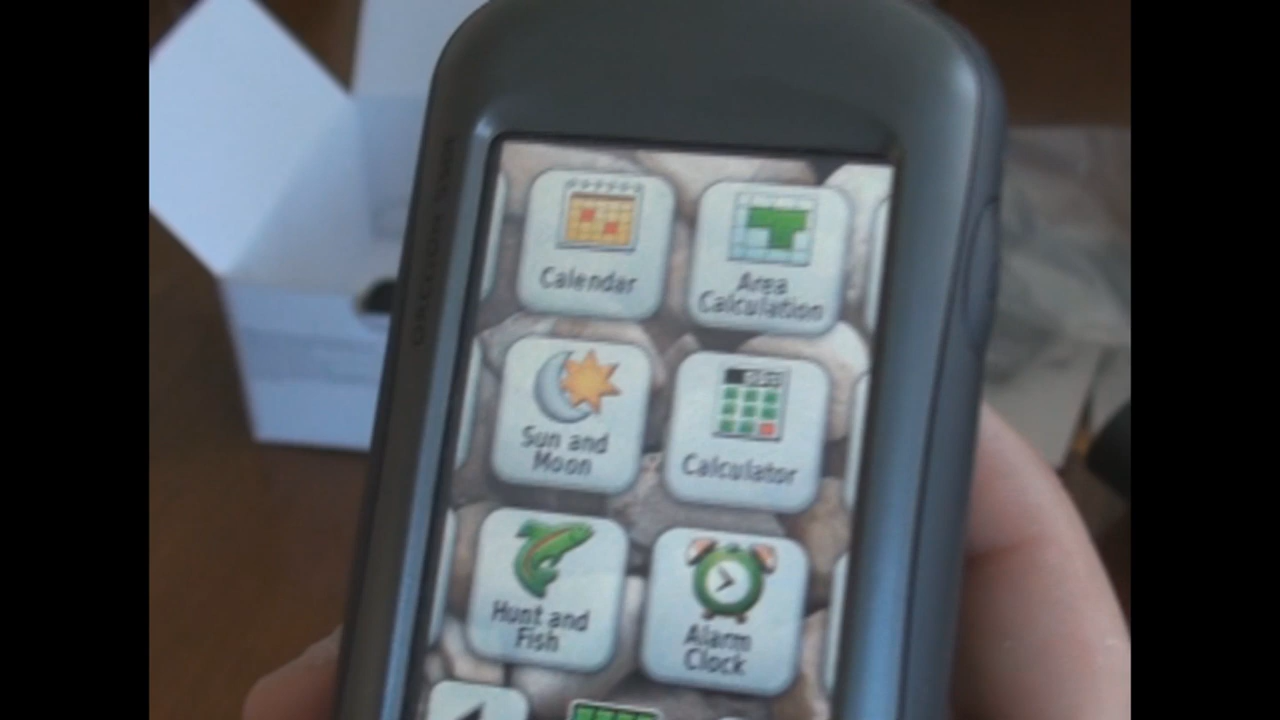 Calendar
Area
Calculation
Sun and
Moon
Calculator
Hunt and
Fish
Alarm
Clock